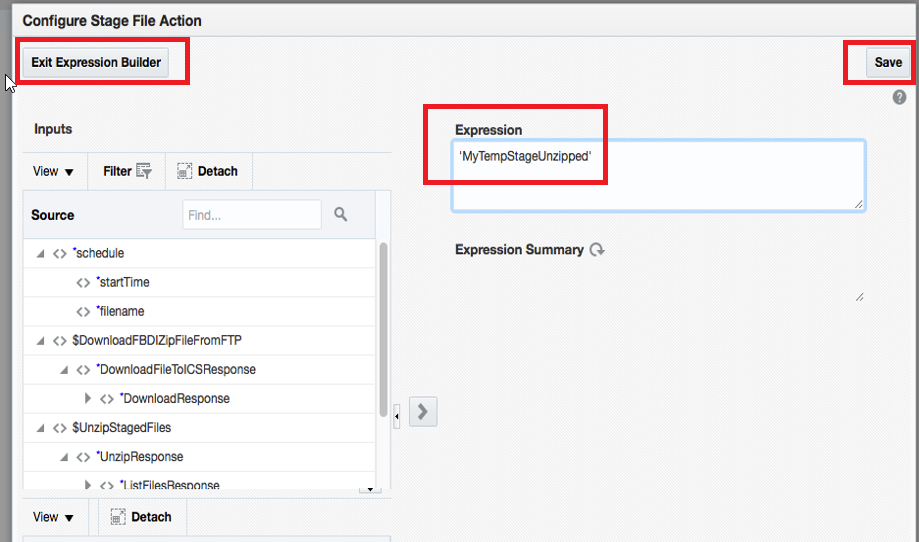 Configure Stage File Action
Exit Expression Builder
Save
?
Inputs
Expression
'MyTempStageUnzipped'
View Filter Detach
Source Find...
Expression Summary
<> *schedule
<> *startTime
<> *filename
<> $DownloadFBDIZipFileFromFTP
<> *DownloadFileToICSResponse
<> *DownloadResponse
<> $UnzipStagedFiles
<> *UnzipResponse
<> *ListFilesResponse
View Detach